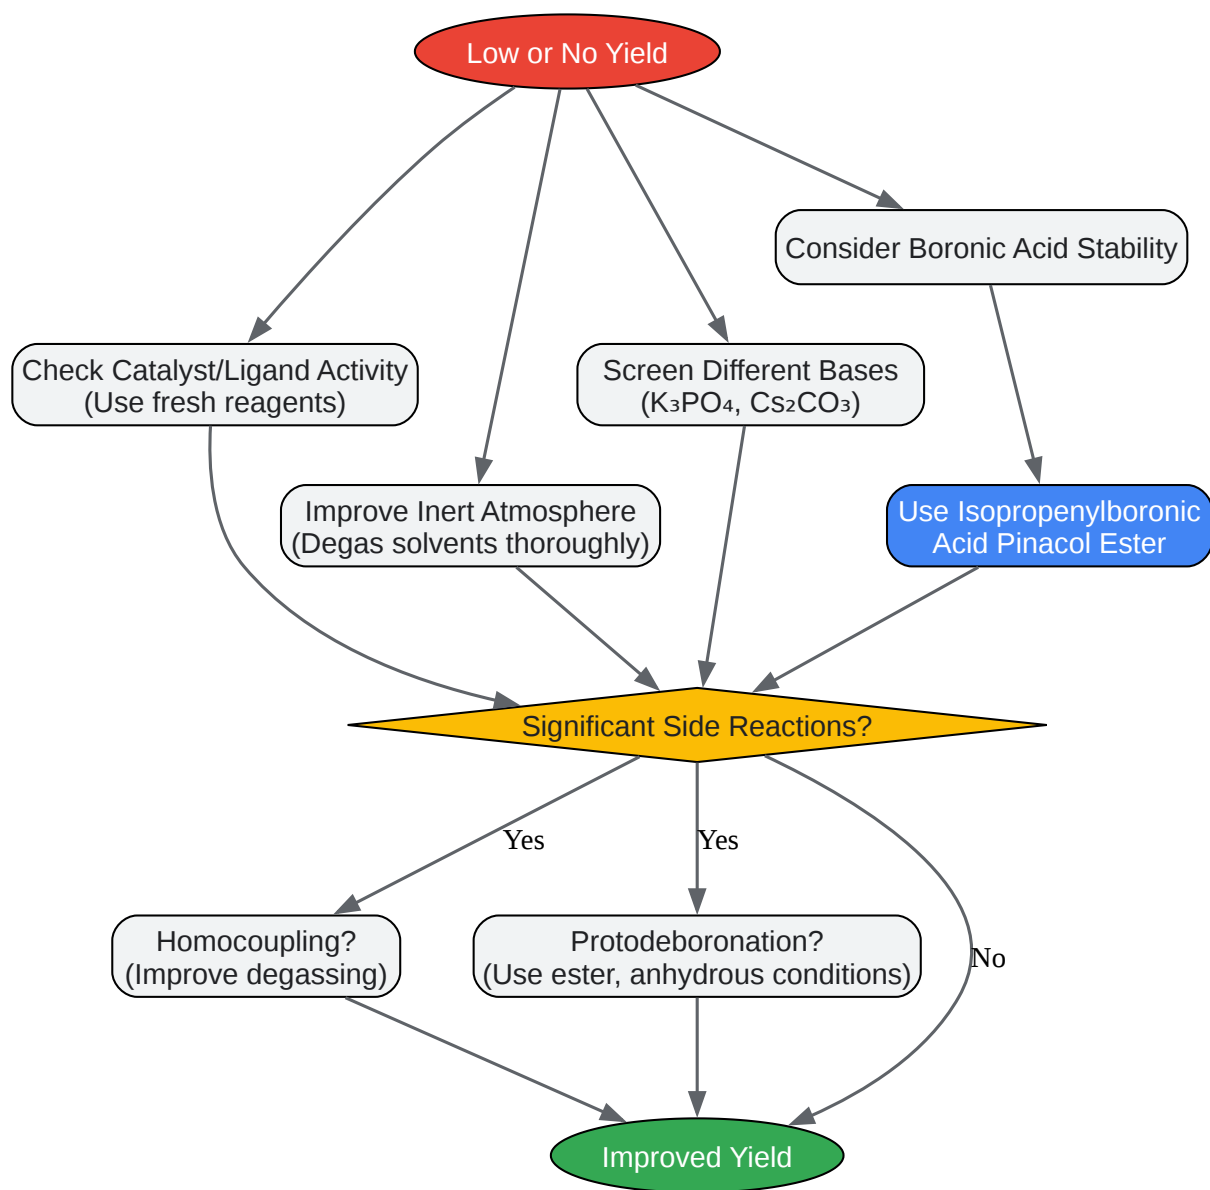 Low or No Yield
Consider Boronic Acid Stability
Check Catalyst/Ligand Activity
(Use fresh reagents)
Screen Different Bases
(K₃PO₄, Cs₂CO₃)
Improve Inert Atmosphere
(Degas solvents thoroughly)
Use Isopropenylboronic
Acid Pinacol Ester
Significant Side Reactions?
Yes
Yes
No
Homocoupling?
(Improve degassing)
Protodeboronation?
(Use ester, anhydrous conditions)
Improved Yield